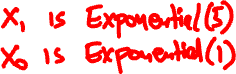 X₁ is Exponential(5)
X₀ is Exponential(1)